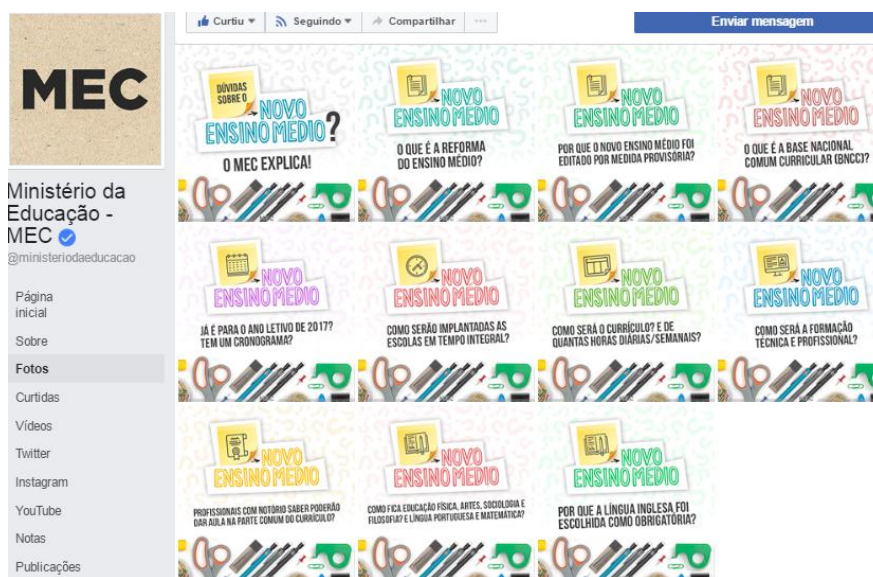 Curtiu
Seguindo
Compartilhar
Enviar mensagem
MEC
Ministério da
Educação -
MEC
@ministeriodaeducacao
Página
inicial
Sobre
Fotos
Curtidas
Vídeos
Twitter
Instagram
YouTube
Notas
Publicações
DÚVIDAS
SOBRE O
NOVO
ENSINO MÉDIO?
O MEC EXPLICA!
NOVO
ENSINO MÉDIO
O QUE É A REFORMA
DO ENSINO MÉDIO?
NOVO
ENSINO MÉDIO
POR QUE O NOVO ENSINO MÉDIO FOI
EDITADO POR MEDIDA PROVISÓRIA?
NOVO
ENSINO MÉDIO
O QUE É A BASE NACIONAL
COMUM CURRICULAR (BNCC)?
NOVO
ENSINO MÉDIO
JÁ É PARA O ANO LETIVO DE 2017?
TEM UM CRONOGRAMA?
NOVO
ENSINO MÉDIO
COMO SERÃO IMPLANTADAS AS
ESCOLAS EM TEMPO INTEGRAL?
NOVO
ENSINO MÉDIO
COMO SERÁ O CURRÍCULO? E DE
QUANTAS HORAS DIÁRIAS/SEMANAIS?
NOVO
ENSINO MÉDIO
COMO SERÁ A FORMAÇÃO
TÉCNICA E PROFISSIONAL?
NOVO
ENSINO MÉDIO
PROFISSIONAIS COM NOTÓRIO SABER PODERÃO
DAR AULA NA PARTE COMUM DO CURRÍCULO?
NOVO
ENSINO MÉDIO
COMO FICA EDUCAÇÃO FÍSICA, ARTES, SOCIOLOGIA E
FILOSOFIA? E LÍNGUA PORTUGUESA E MATEMÁTICA?
NOVO
ENSINO MÉDIO
POR QUE A LÍNGUA INGLESA FOI
ESCOLHIDA COMO OBRIGATÓRIA?